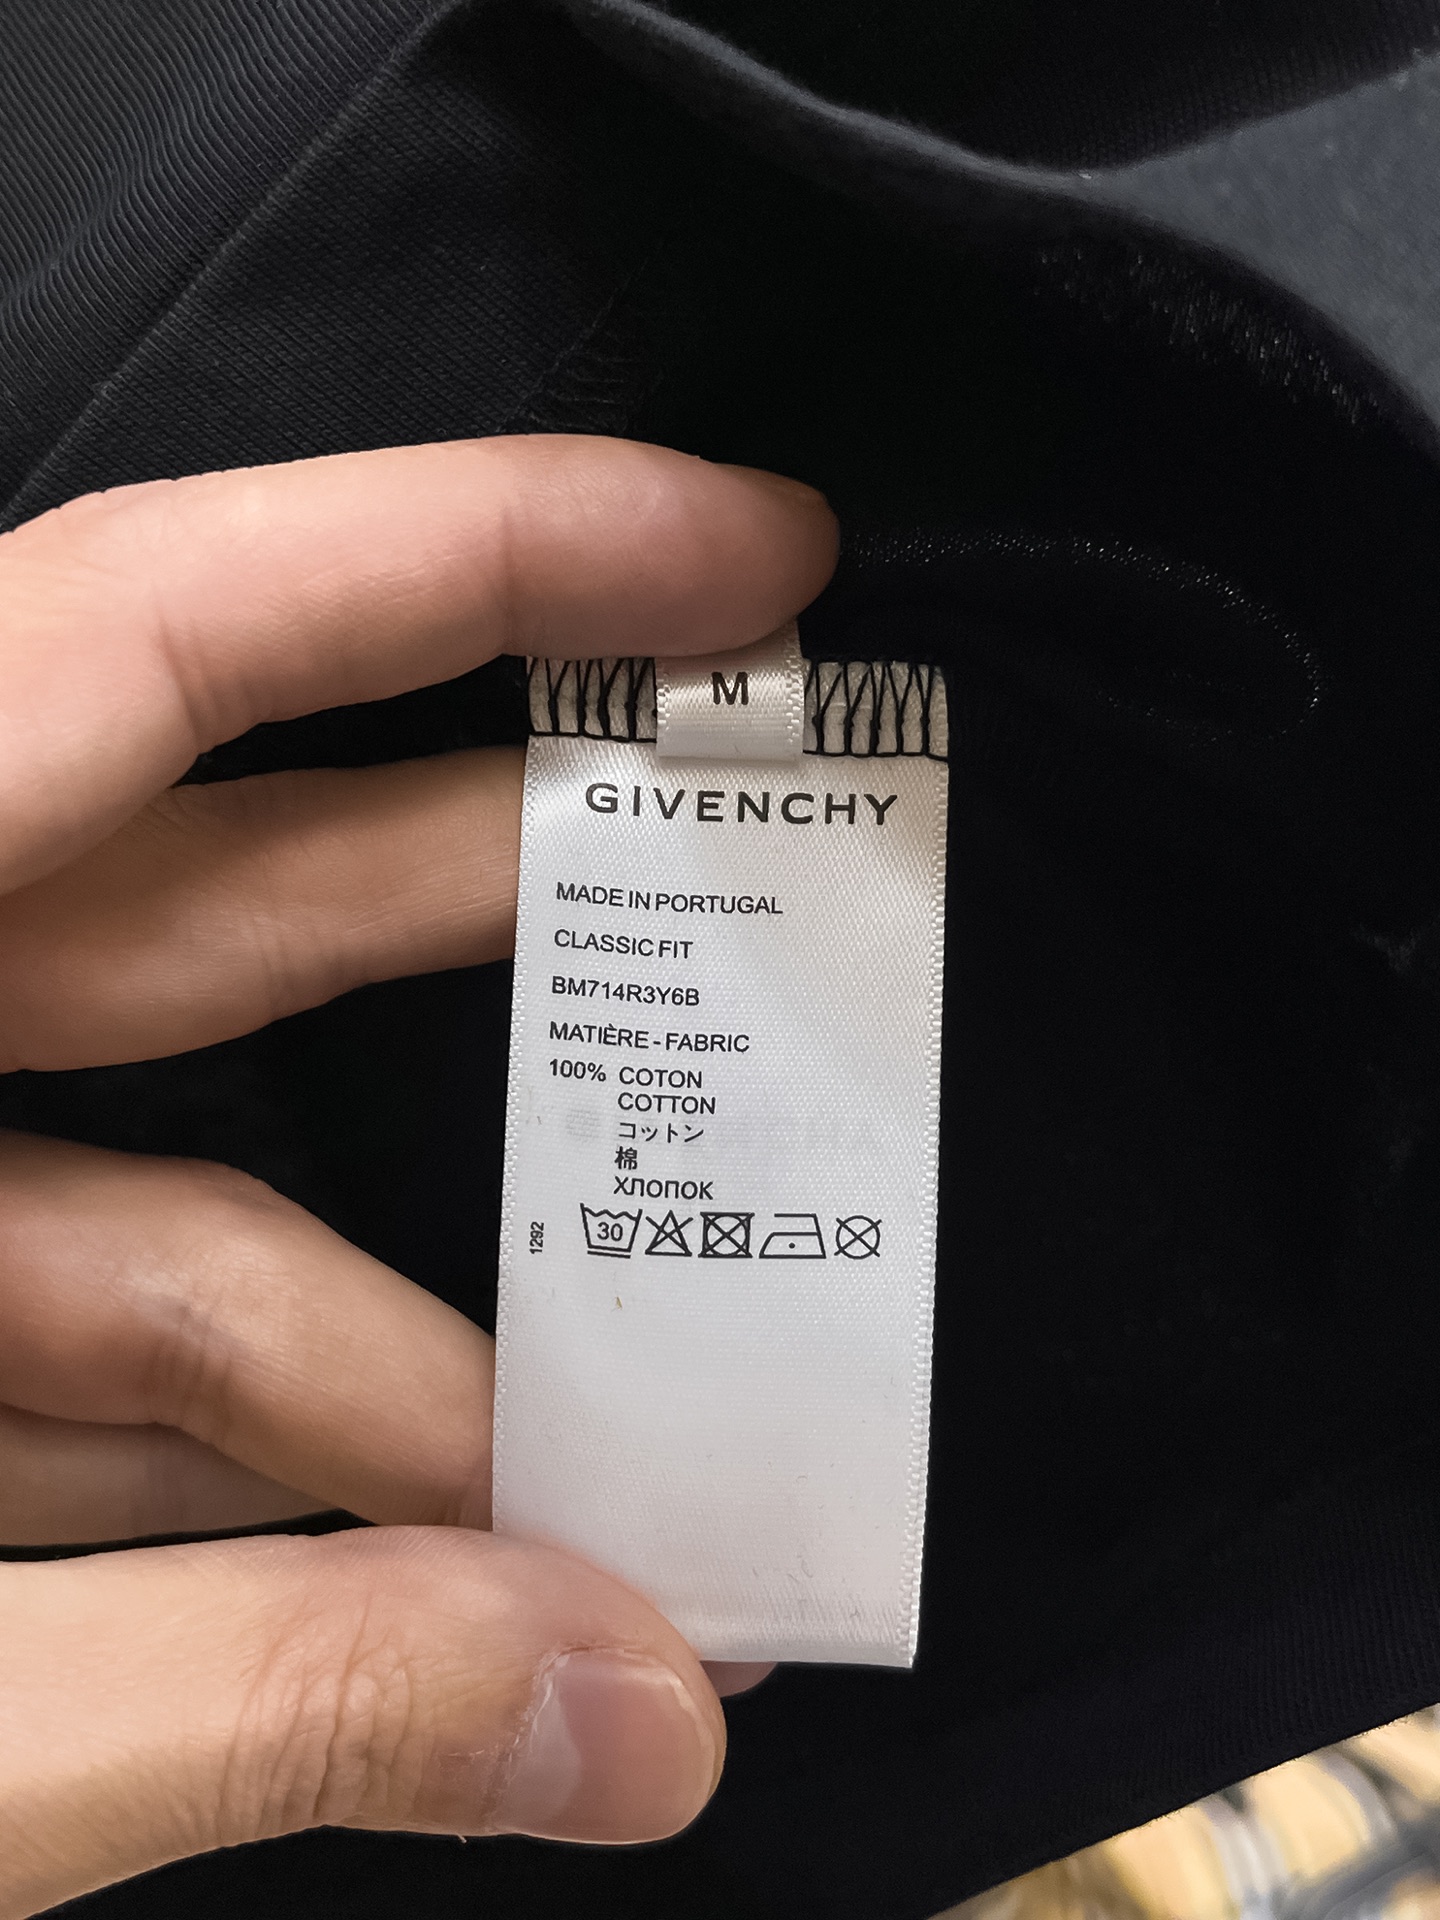 M
GIVENCHY
MADE IN PORTUGAL
CLASSIC FIT
BM714R3Y6B
MATIÈRE - FABRIC
100% COTON
COTTON
コットン
棉
ХЛОПОК
1292
30